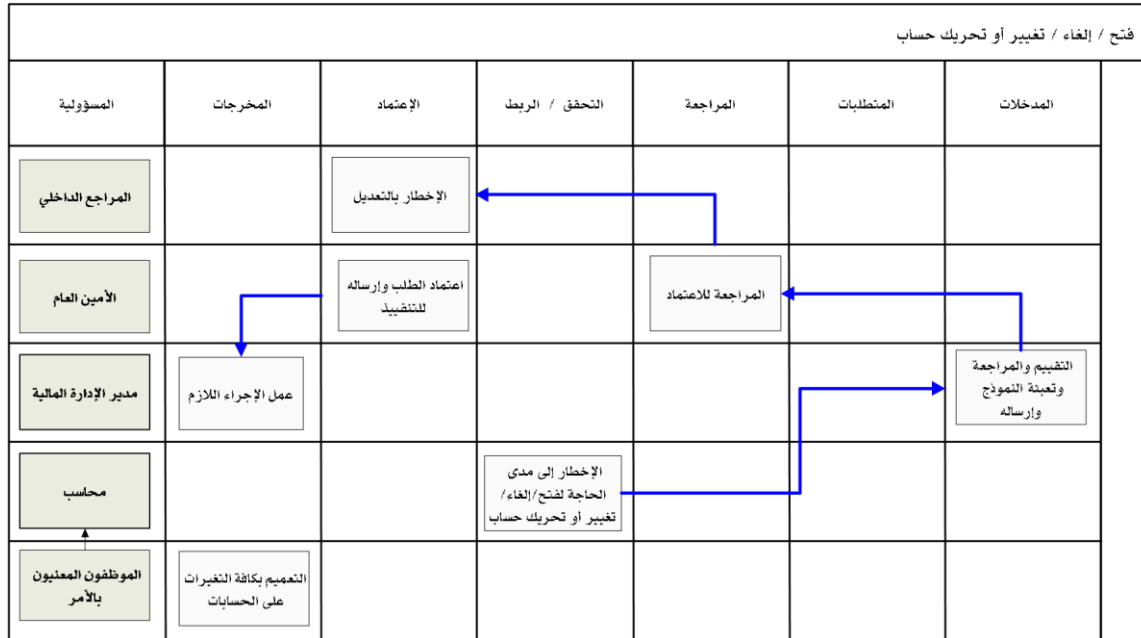 فتح / إلغاء / تغيير أو تحريك حساب
المدخلات
المتطلبات
المراجعة
التحقق / الربط
الإعتماد
المخرجات
المسؤولية
الإخطار بالتعديل
المراجع الداخلي
المراجعة للاعتماد
اعتماد الطلب وإرساله
للتنفييذ
الأمين العام
التقييم والمراجعة
وتعبئة النموذج
وإرساله
عمل الإجراء اللازم
مدير الإدارة المالية
الإخطار إلى مدى
الحاجة لفتح/إلغاء/
تغيير أو تحريك حساب
محاسب
التعميم بكافة التغيرات
على الحسابات
الموظفون المعنيون
بالأمر